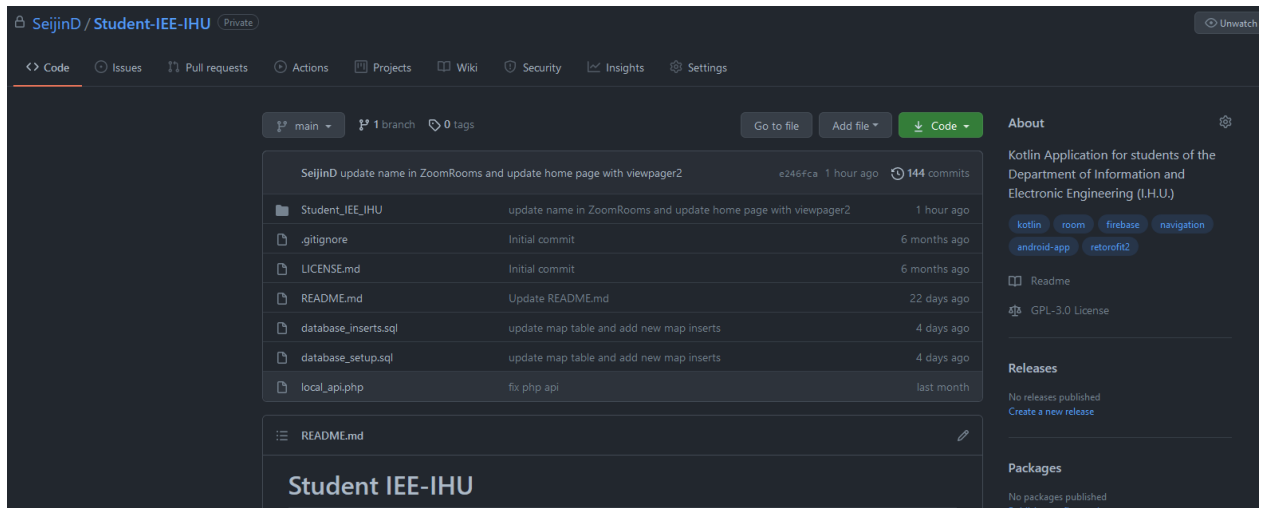 SeijinD / Student-IEE-IHU Private
Unwatch
Code Issues Pull requests Actions Projects Wiki Security Insights Settings
main 1 branch 0 tags Go to file Add file Code
SeijinD update name in ZoomRooms and update home page with viewpager2 e246fca 1 hour ago 144 commits
Student_IEE_IHU update name in ZoomRooms and update home page with viewpager2 1 hour ago
.gitignore Initial commit 6 months ago
LICENSE.md Initial commit 6 months ago
README.md Update README.md 22 days ago
database_inserts.sql update map table and add new map inserts 4 days ago
database_setup.sql update map table and add new map inserts 4 days ago
local_api.php fix php api last month
README.md
Student IEE-IHU
About
Kotlin Application for students of the
Department of Information and
Electronic Engineering (I.H.U.)
kotlin room firebase navigation
android-app retorofit2
Readme
GPL-3.0 License
Releases
No releases published
Create a new release
Packages
No packages published